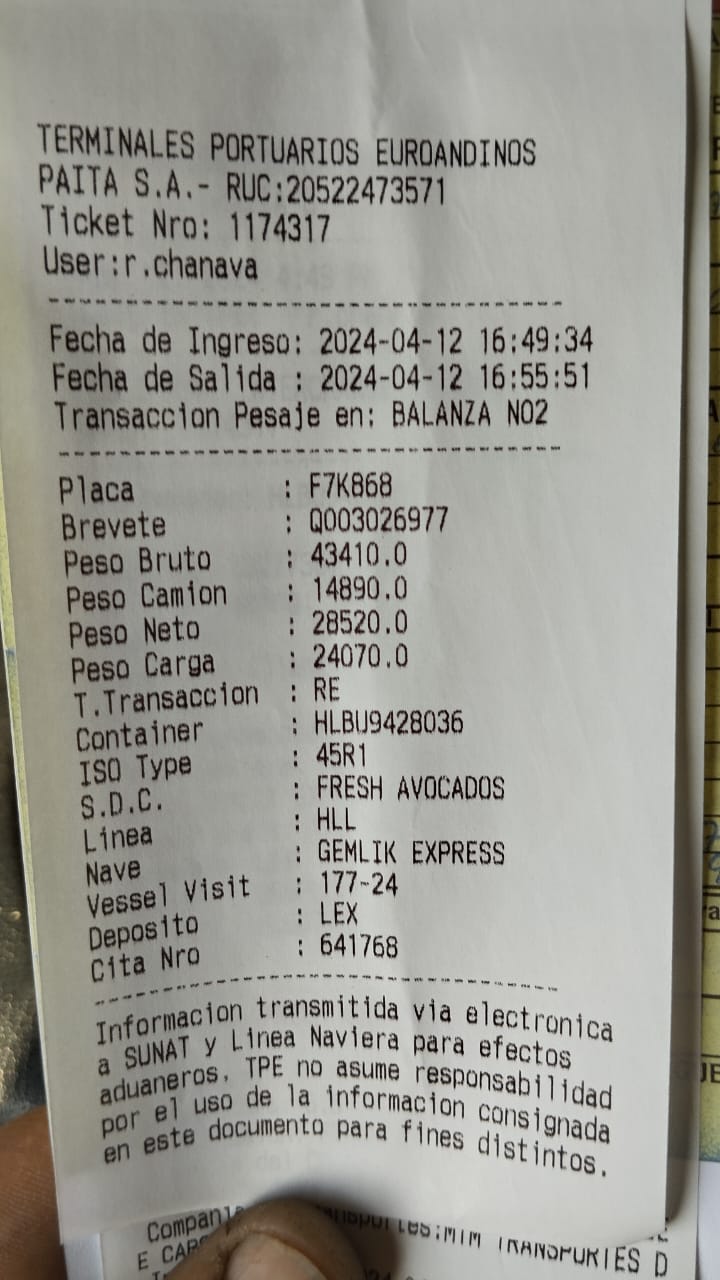 TERMINALES PORTUARIOS EUROANDINOS
PAITA S.A.- RUC:20522473571
Ticket Nro: 1174317
User:r.chanava
Fecha de Ingreso: 2024-04-12 16:49:34
Fecha de Salida : 2024-04-12 16:55:51
Transaccion Pesaje en: BALANZA NO2
Placa : F7K868
Brevete : Q003026977
Peso Bruto : 43410.0
Peso Camion : 14890.0
Peso Neto : 28520.0
Peso Carga : 24070.0
T.Transaccion : RE
Container : HLBU9428036
ISO Type : 45R1
S.D.C. : FRESH AVOCADOS
Linea : HLL
Nave : GEMLIK EXPRESS
Vessel Visit : 177-24
Deposito : LEX
Cita Nro : 641768
Informacion transmitida via electronica
a SUNAT y Linea Naviera para efectos
aduaneros. TPE no asume responsabilidad
por el uso de la informacion consignada
en este documento para fines distintos.
MTM TRANSPORTES D